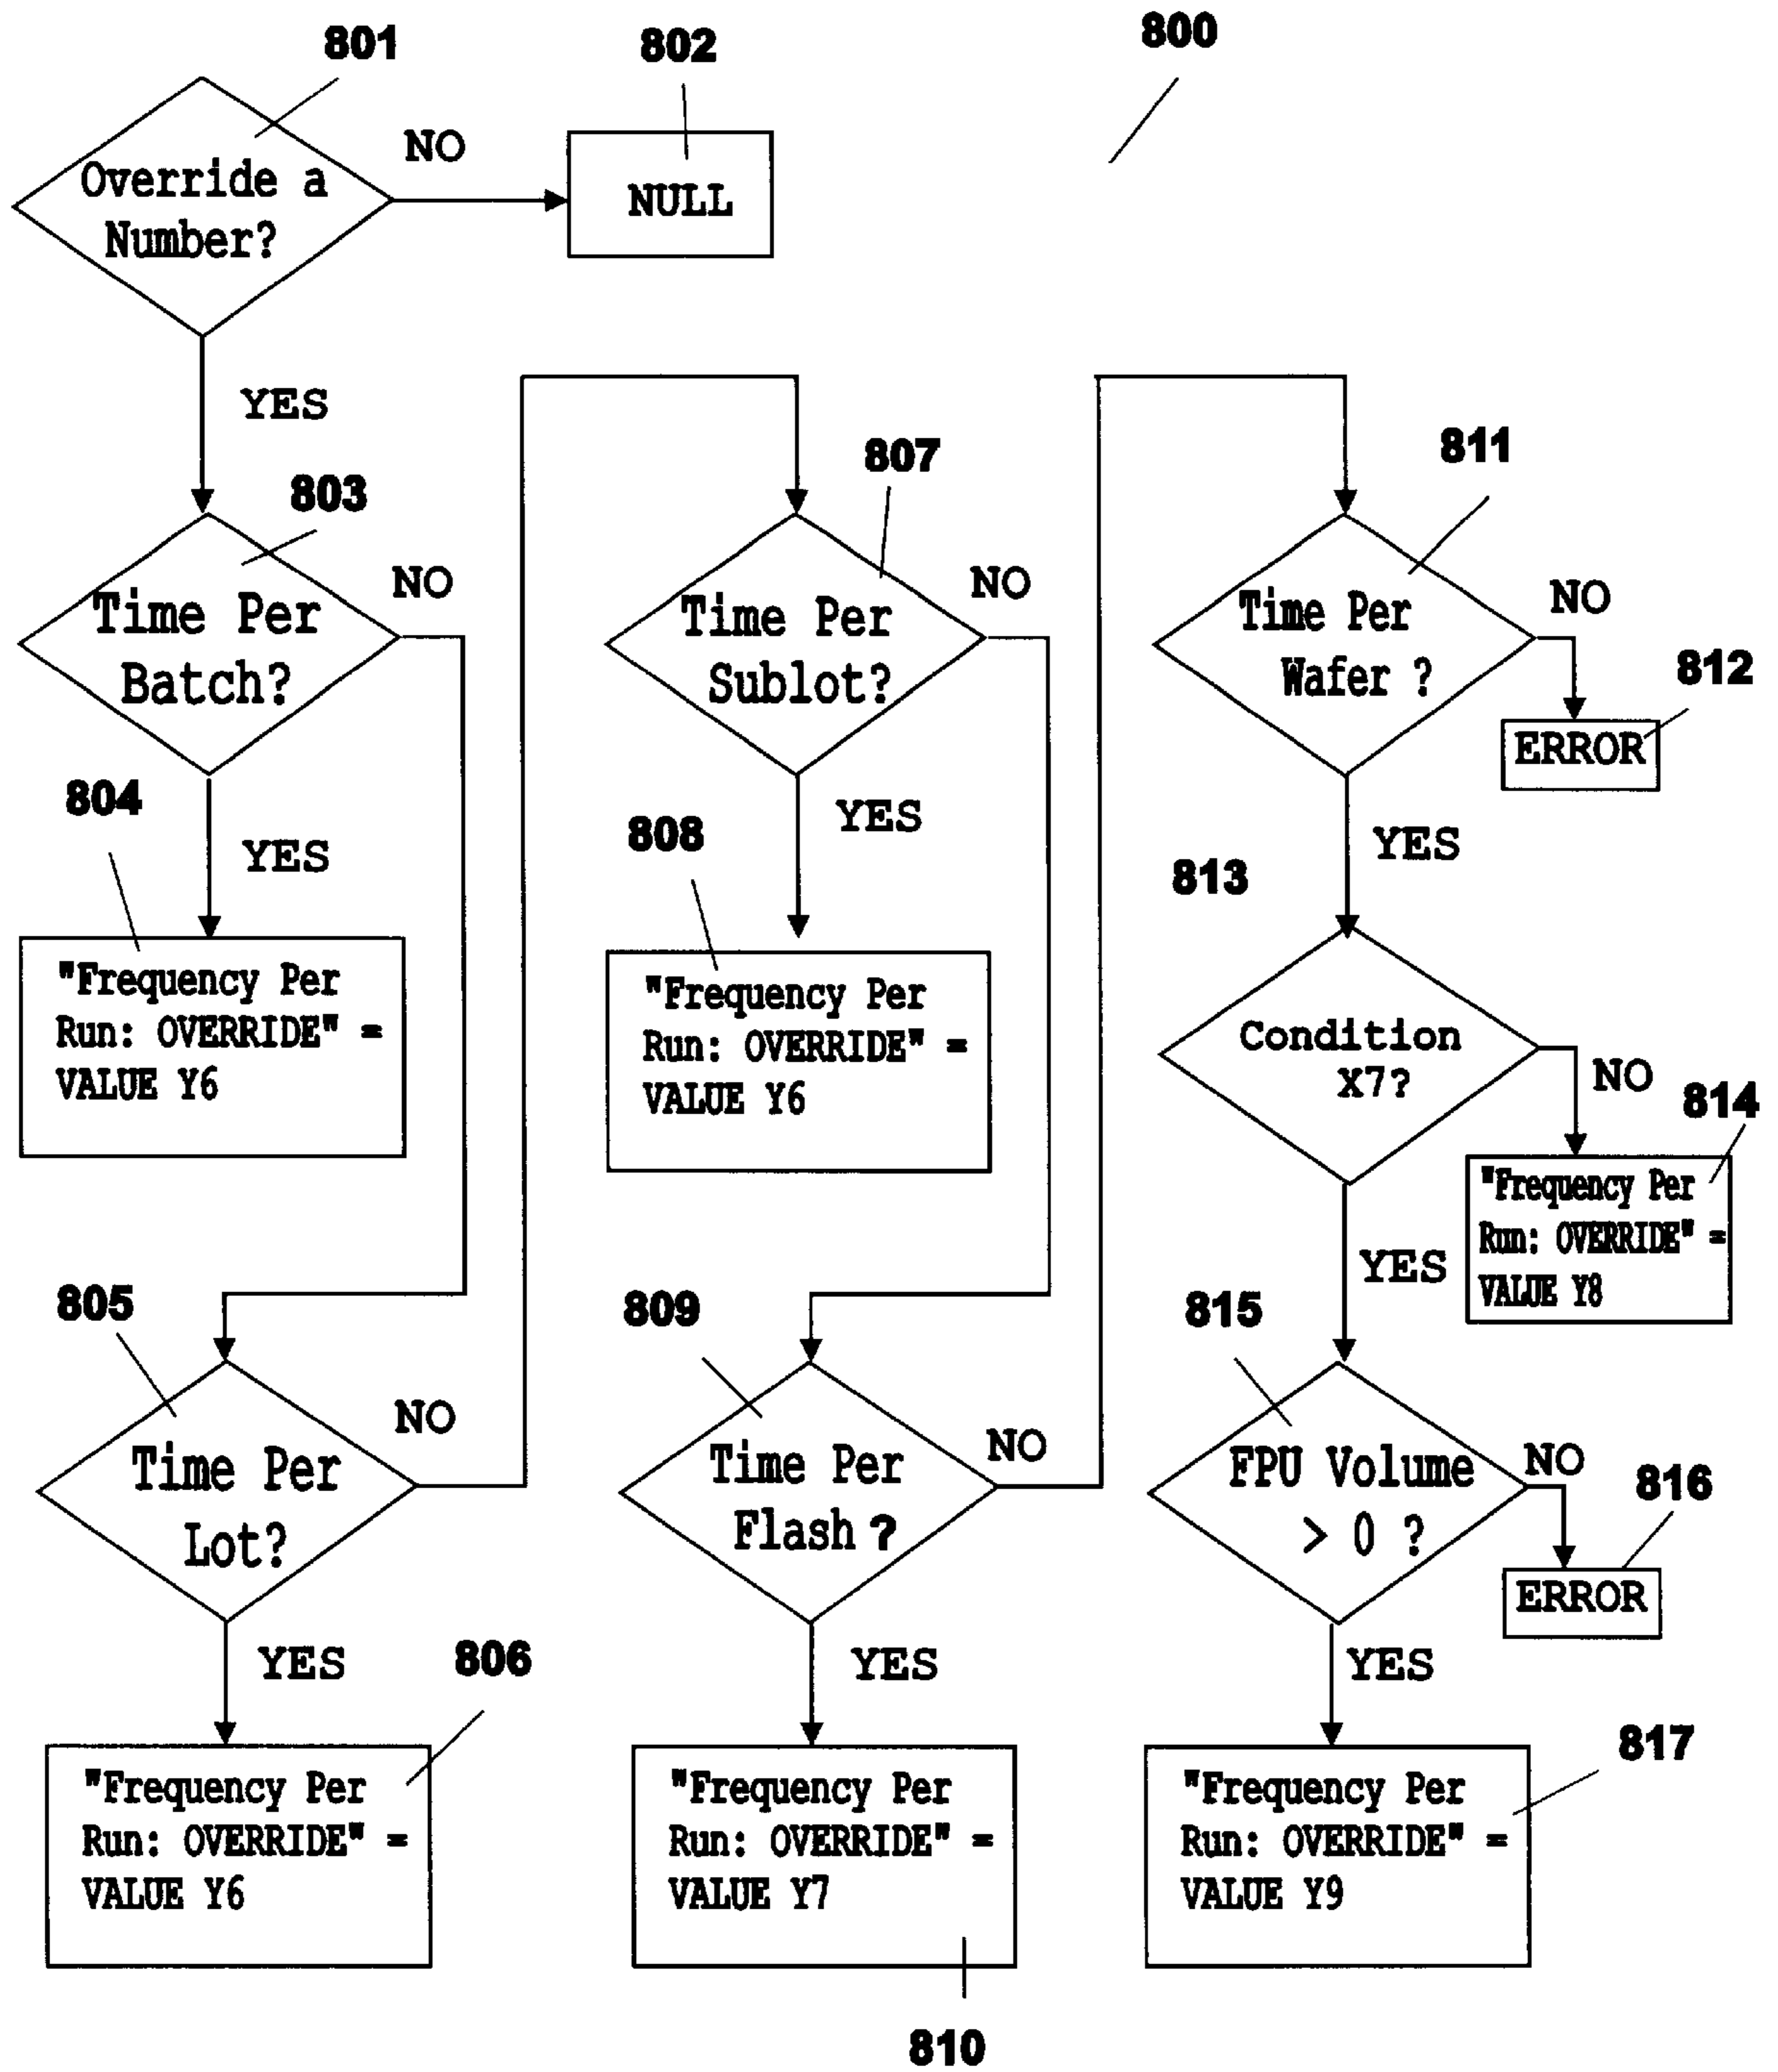 800
801
Override a
Number?
NO
802
NULL
YES
803
Time Per
Batch?
NO
YES
804
"Frequency Per
Run: OVERRIDE" =
VALUE Y6
805
Time Per
Lot?
NO
YES
806
"Frequency Per
Run: OVERRIDE" =
VALUE Y6
807
Time Per
Sublot?
NO
YES
808
"Frequency Per
Run: OVERRIDE" =
VALUE Y6
809
Time Per
Flash ?
NO
YES
"Frequency Per
Run: OVERRIDE" =
VALUE Y7
810
811
Time Per
Wafer ?
NO
812
ERROR
YES
813
Condition
X7?
NO
814
"Frequency Per
Run: OVERRIDE" =
VALUE Y8
YES
815
FPU Volume
> 0 ?
NO
816
ERROR
YES
817
"Frequency Per
Run: OVERRIDE" =
VALUE Y9